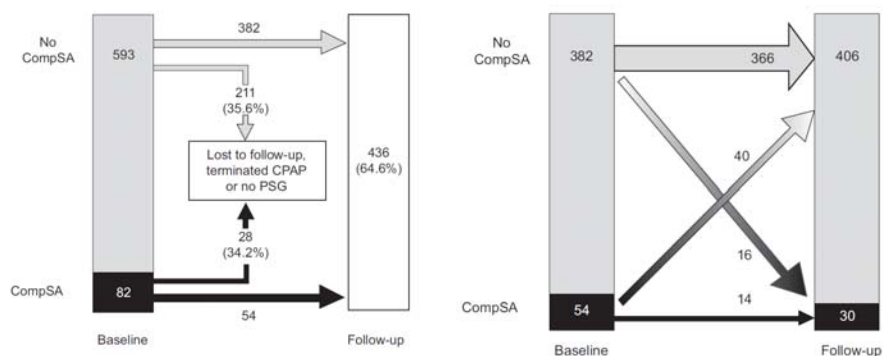 No
CompSA
593
382
211
(35.6%)
Lost to follow-up,
terminated CPAP
or no PSG
436
(64.6%)
28
(34.2%)
CompSA
82
54
Baseline
Follow-up
No
CompSA
382
366
406
40
16
CompSA
54
14
30
Baseline
Follow-up